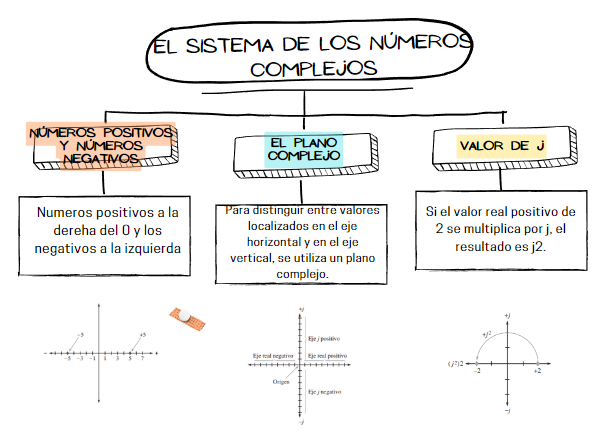 EL SISTEMA DE LOS NÚMEROS
COMPLEJOS
NÚMEROS POSITIVOS
Y NÚMEROS
NEGATIVOS
EL PLANO
COMPLEJO
VALOR DE J
Numeros positivos a la
dereha del 0 y los
negativos a la izquierda
Para distinguir entre valores
localizados en el eje
horizontal y en el eje
vertical, se utiliza un plano
complejo.
Si el valor real positivo de
2 se multiplica por j, el
resultado es j2.
−5 +5
− −7 −5 −3 −1 1 3 5 7 +
+j
Eje j positivo
Eje real negativo Eje real positivo
− +
Origen
Eje j negativo
−j
+j
+j²
(j²)2
−2 +2
−j